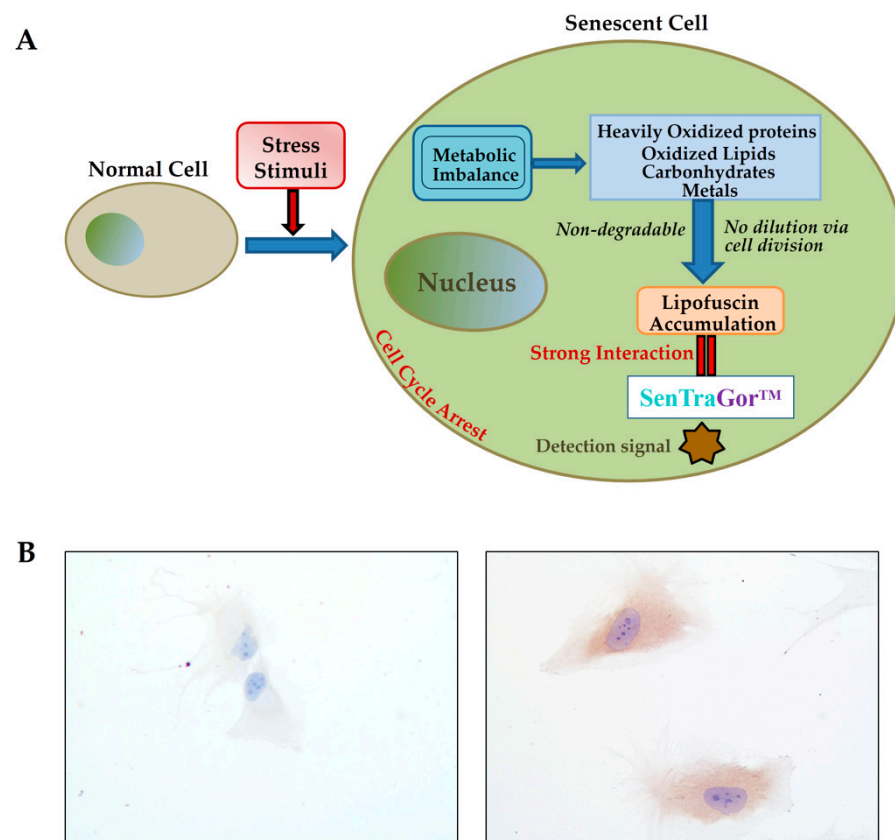 A
Senescent Cell
Normal Cell
Stress
Stimuli
Metabolic
Imbalance
Heavily Oxidized proteins
Oxidized Lipids
Carbonhydrates
Metals
Non-degradable
No dilution via
cell division
Nucleus
Lipofuscin
Accumulation
Cell Cycle Arrest
Strong Interaction
SenTraGor™
Detection signal
B